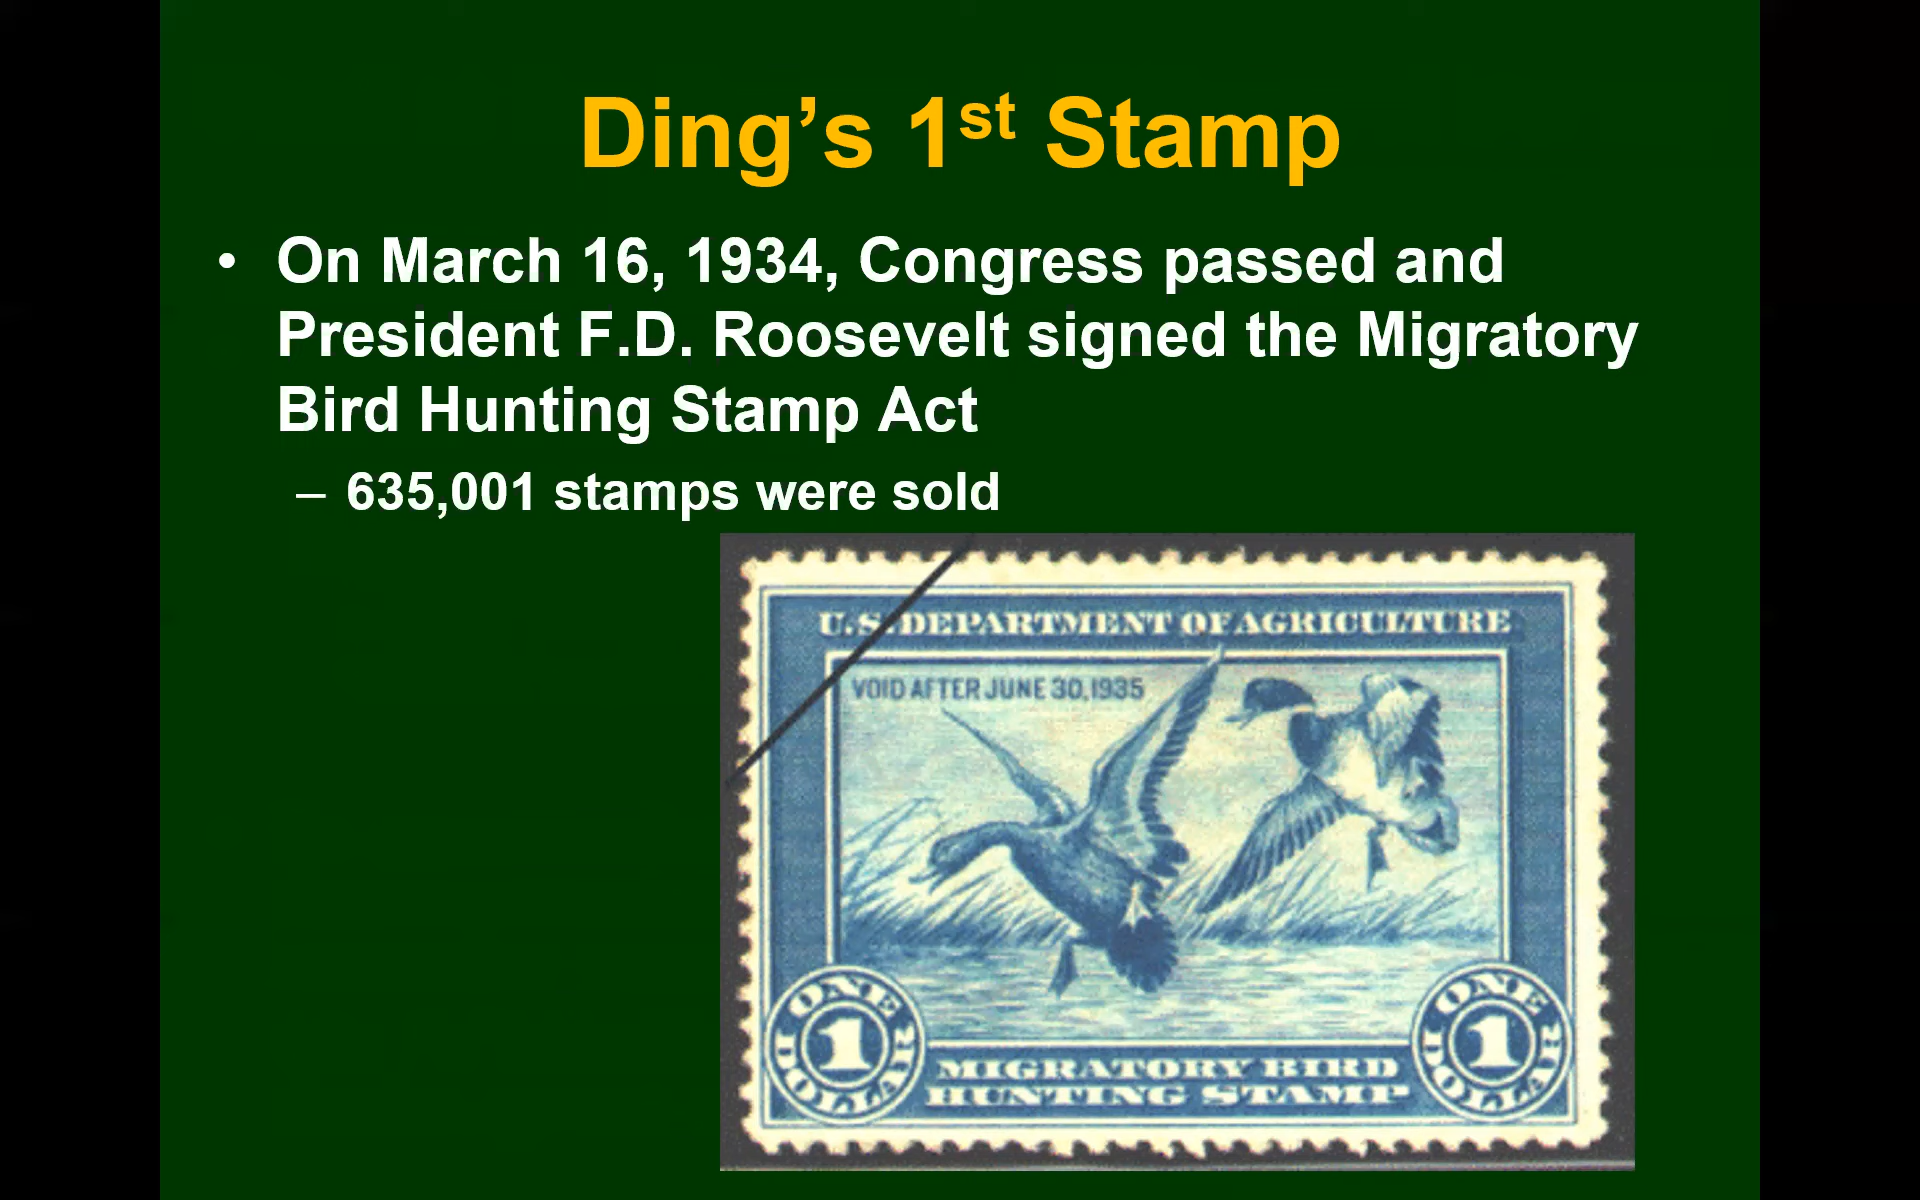 Ding’s 1st Stamp
• On March 16, 1934, Congress passed and
President F.D. Roosevelt signed the Migratory
Bird Hunting Stamp Act
– 635,001 stamps were sold
U.S. DEPARTMENT OF AGRICULTURE
VOID AFTER JUNE 30, 1935
ONE
1
DOLLAR
MIGRATORY BIRD
HUNTING STAMP
ONE
1
DOLLAR